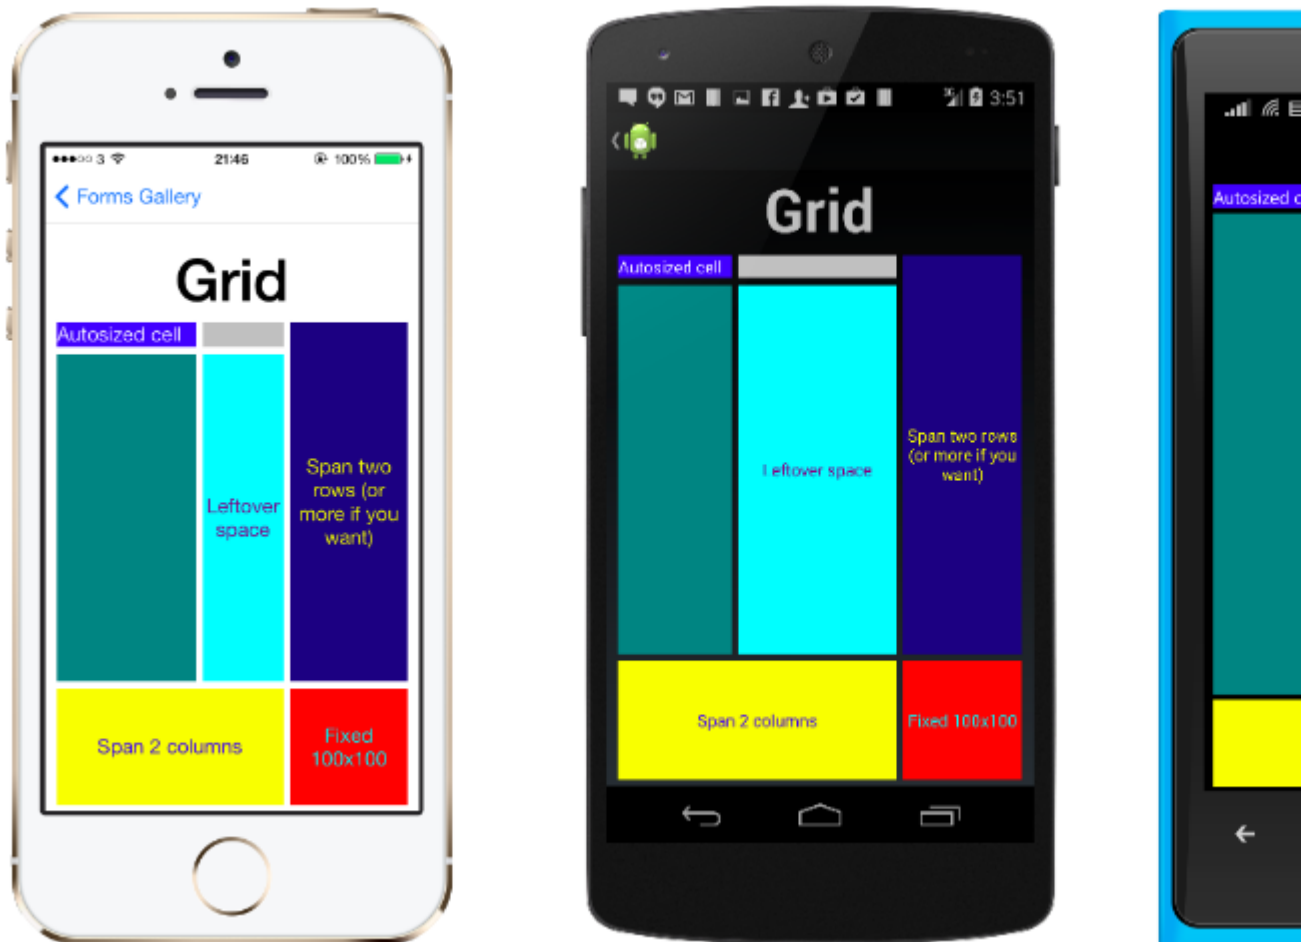 3
21:46
100%
Forms Gallery
Grid
Autosized cell
Leftover
space
Span two
rows (or
more if you
want)
Span 2 columns
Fixed
100x100
3G
3:51
Grid
Autosized cell
Leftover space
Span two rows
(or more if you
want)
Span 2 columns
Fixed 100x100
Autosized